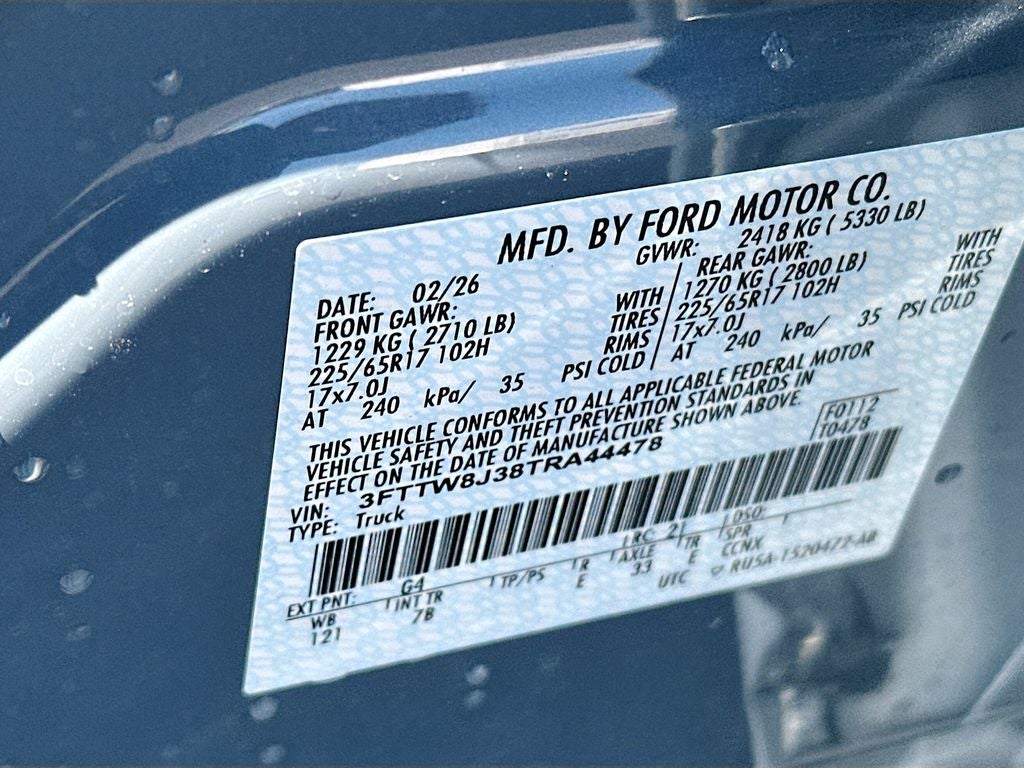 MFD. BY FORD MOTOR CO.
DATE: 02/26 GVWR: 2418 KG ( 5330 LB)
FRONT GAWR: REAR GAWR:
1229 KG ( 2710 LB) WITH 1270 KG ( 2800 LB) WITH
225/65R17 102H TIRES 225/65R17 102H TIRES
17x7.0J RIMS 17x7.0J RIMS
AT 240 kPa/ 35 PSI COLD AT 240 kPa/ 35 PSI COLD
THIS VEHICLE CONFORMS TO ALL APPLICABLE FEDERAL MOTOR
VEHICLE SAFETY AND THEFT PREVENTION STANDARDS IN
EFFECT ON THE DATE OF MANUFACTURE SHOWN ABOVE.
VIN: 3FTTW8J38TRA44478 F0112
TYPE: Truck T0478
EXT PNT: G4 RC: 21 DSO:
WB INT TR TP/PS R AXLE TR SPR
121 7B E 33 E CCNX
UTC RU5A-1520472-AB